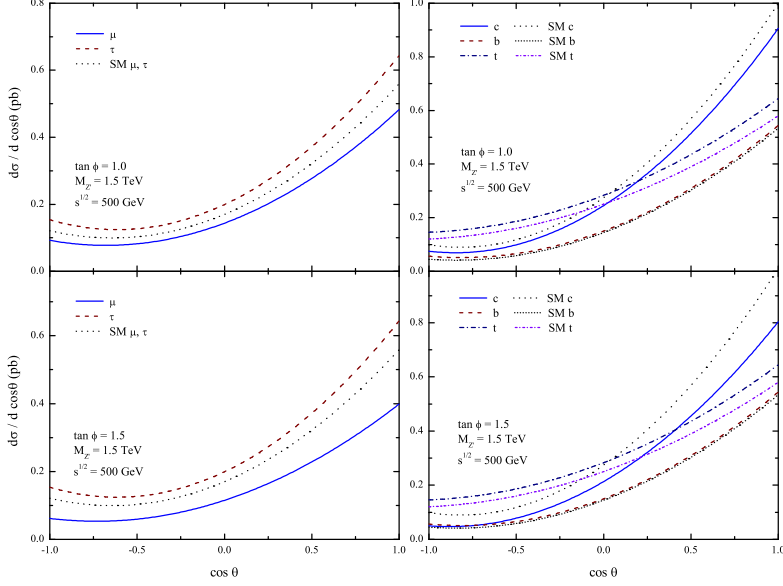 0.8
0.6
0.4
0.2
0.0
dσ / d cosθ (pb)
μ
τ
SM μ, τ
tan ϕ = 1.0
M_Z' = 1.5 TeV
s^1/2 = 500 GeV
1.0
0.8
0.6
0.4
0.2
0.0
c
SM c
b
SM b
t
SM t
tan ϕ = 1.0
M_Z' = 1.5 TeV
s^1/2 = 500 GeV
0.6
0.4
0.2
0.0
dσ / d cosθ (pb)
μ
τ
SM μ, τ
tan ϕ = 1.5
M_Z' = 1.5 TeV
s^1/2 = 500 GeV
-1.0
-0.5
0.0
0.5
1.0
cos θ
0.8
0.6
0.4
0.2
0.0
c
SM c
b
SM b
t
SM t
tan ϕ = 1.5
M_Z' = 1.5 TeV
s^1/2 = 500 GeV
-1.0
-0.5
0.0
0.5
1.0
cos θ